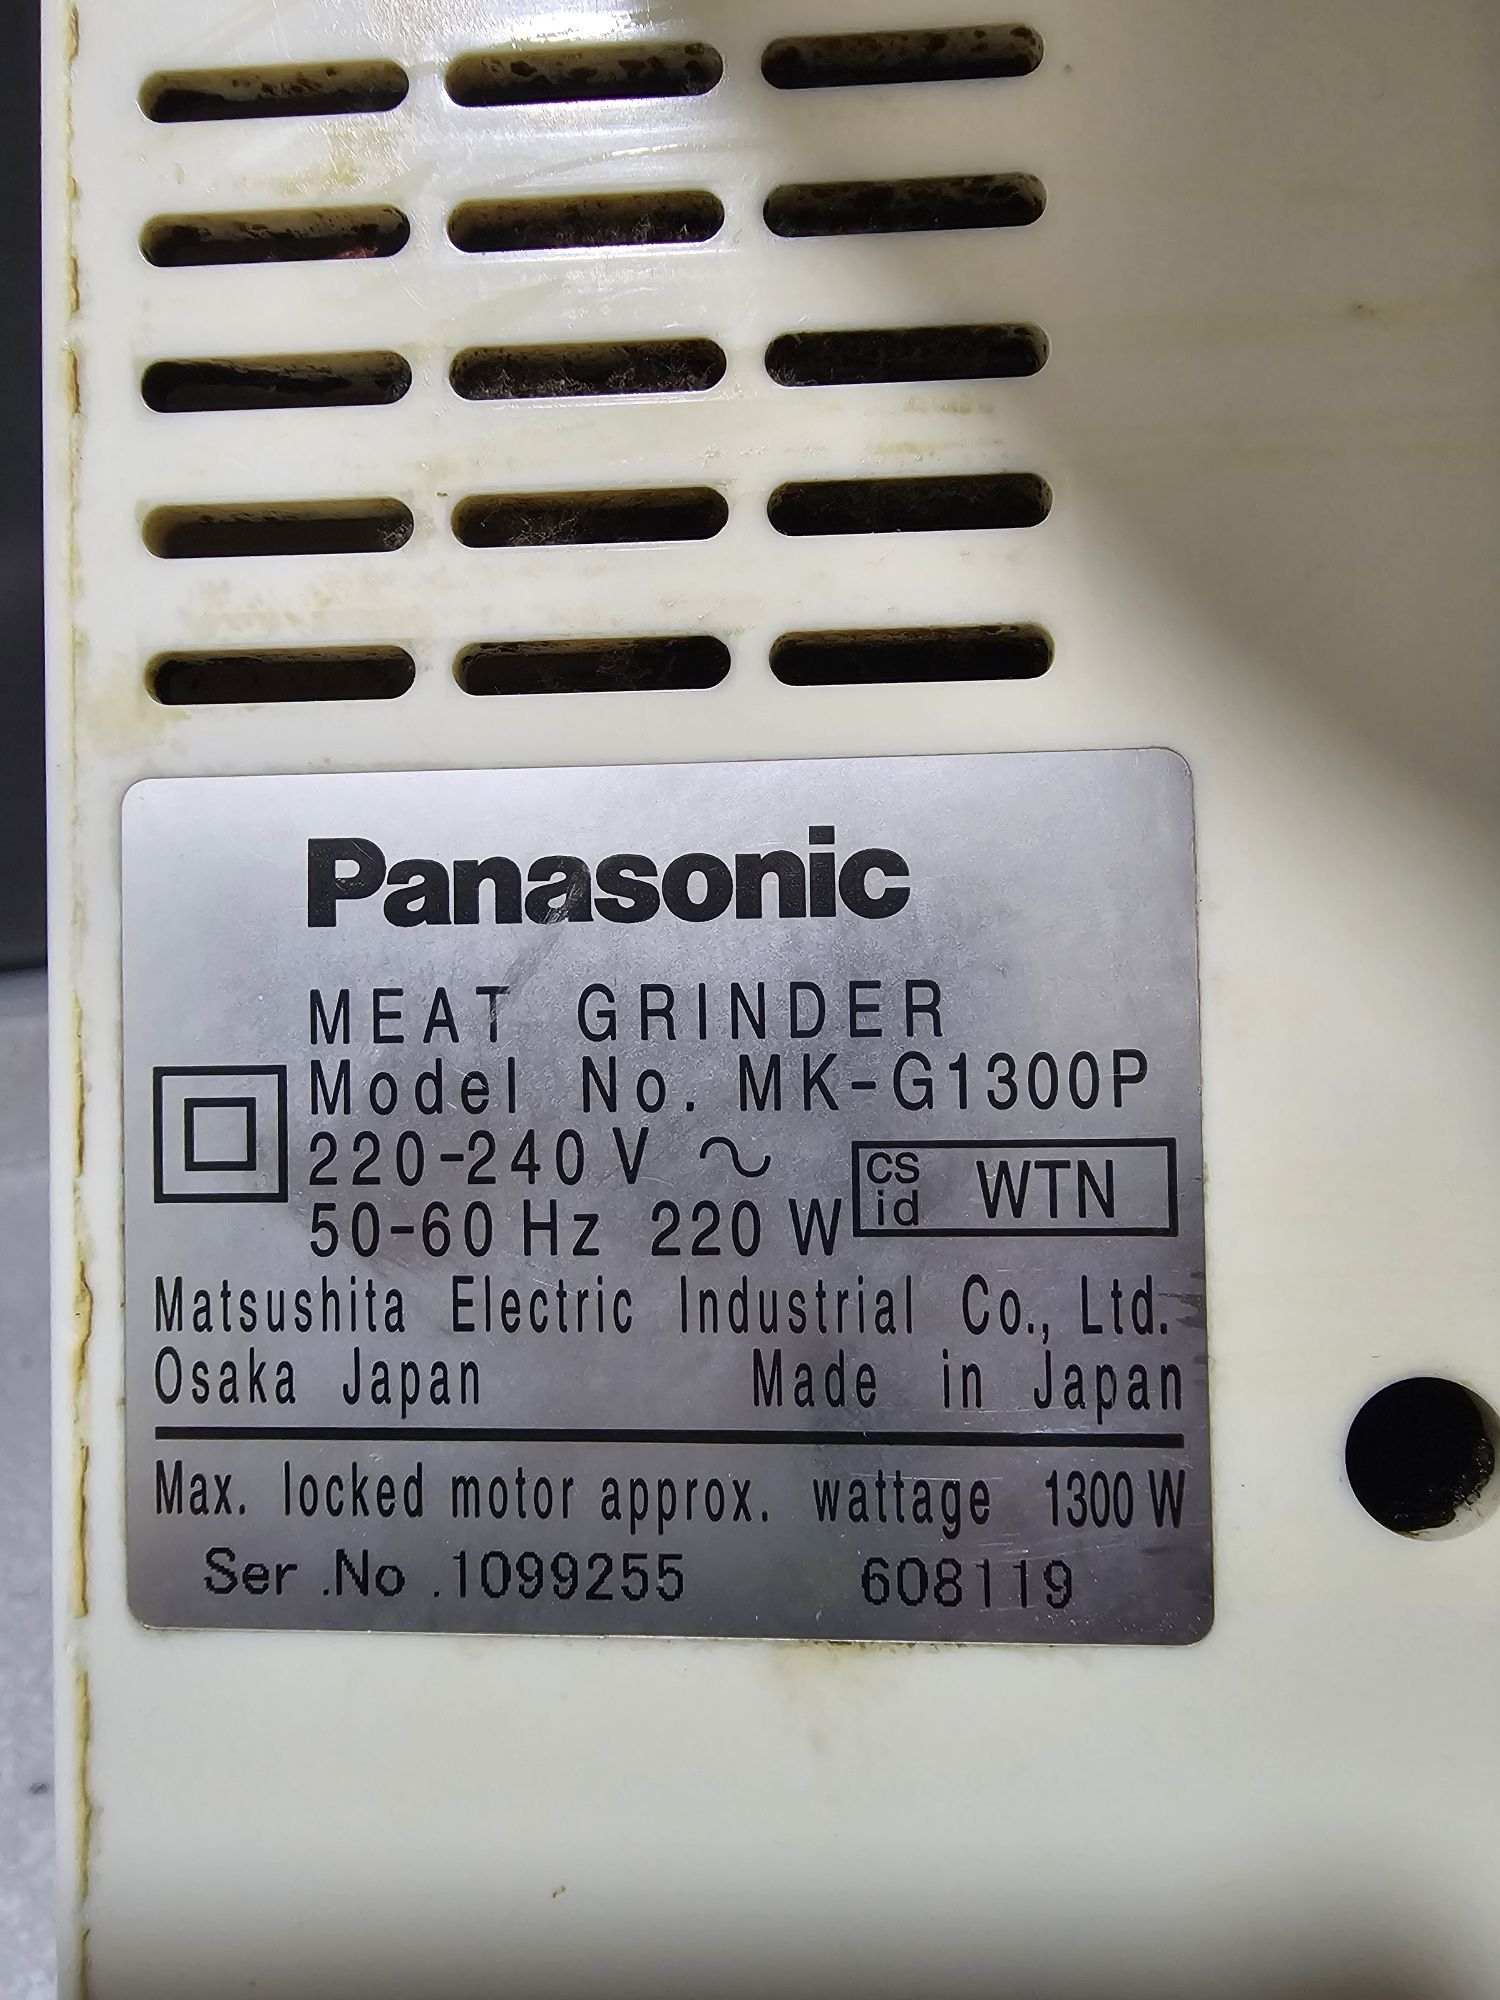 Panasonic
MEAT GRINDER
Model No. MK-G1300P
220-240 V ~
cs
id WTN
50-60 Hz 220 W
Matsushita Electric Industrial Co., Ltd.
Osaka Japan Made in Japan
Max. locked motor approx. wattage 1300 W
Ser .No .1099255 608119